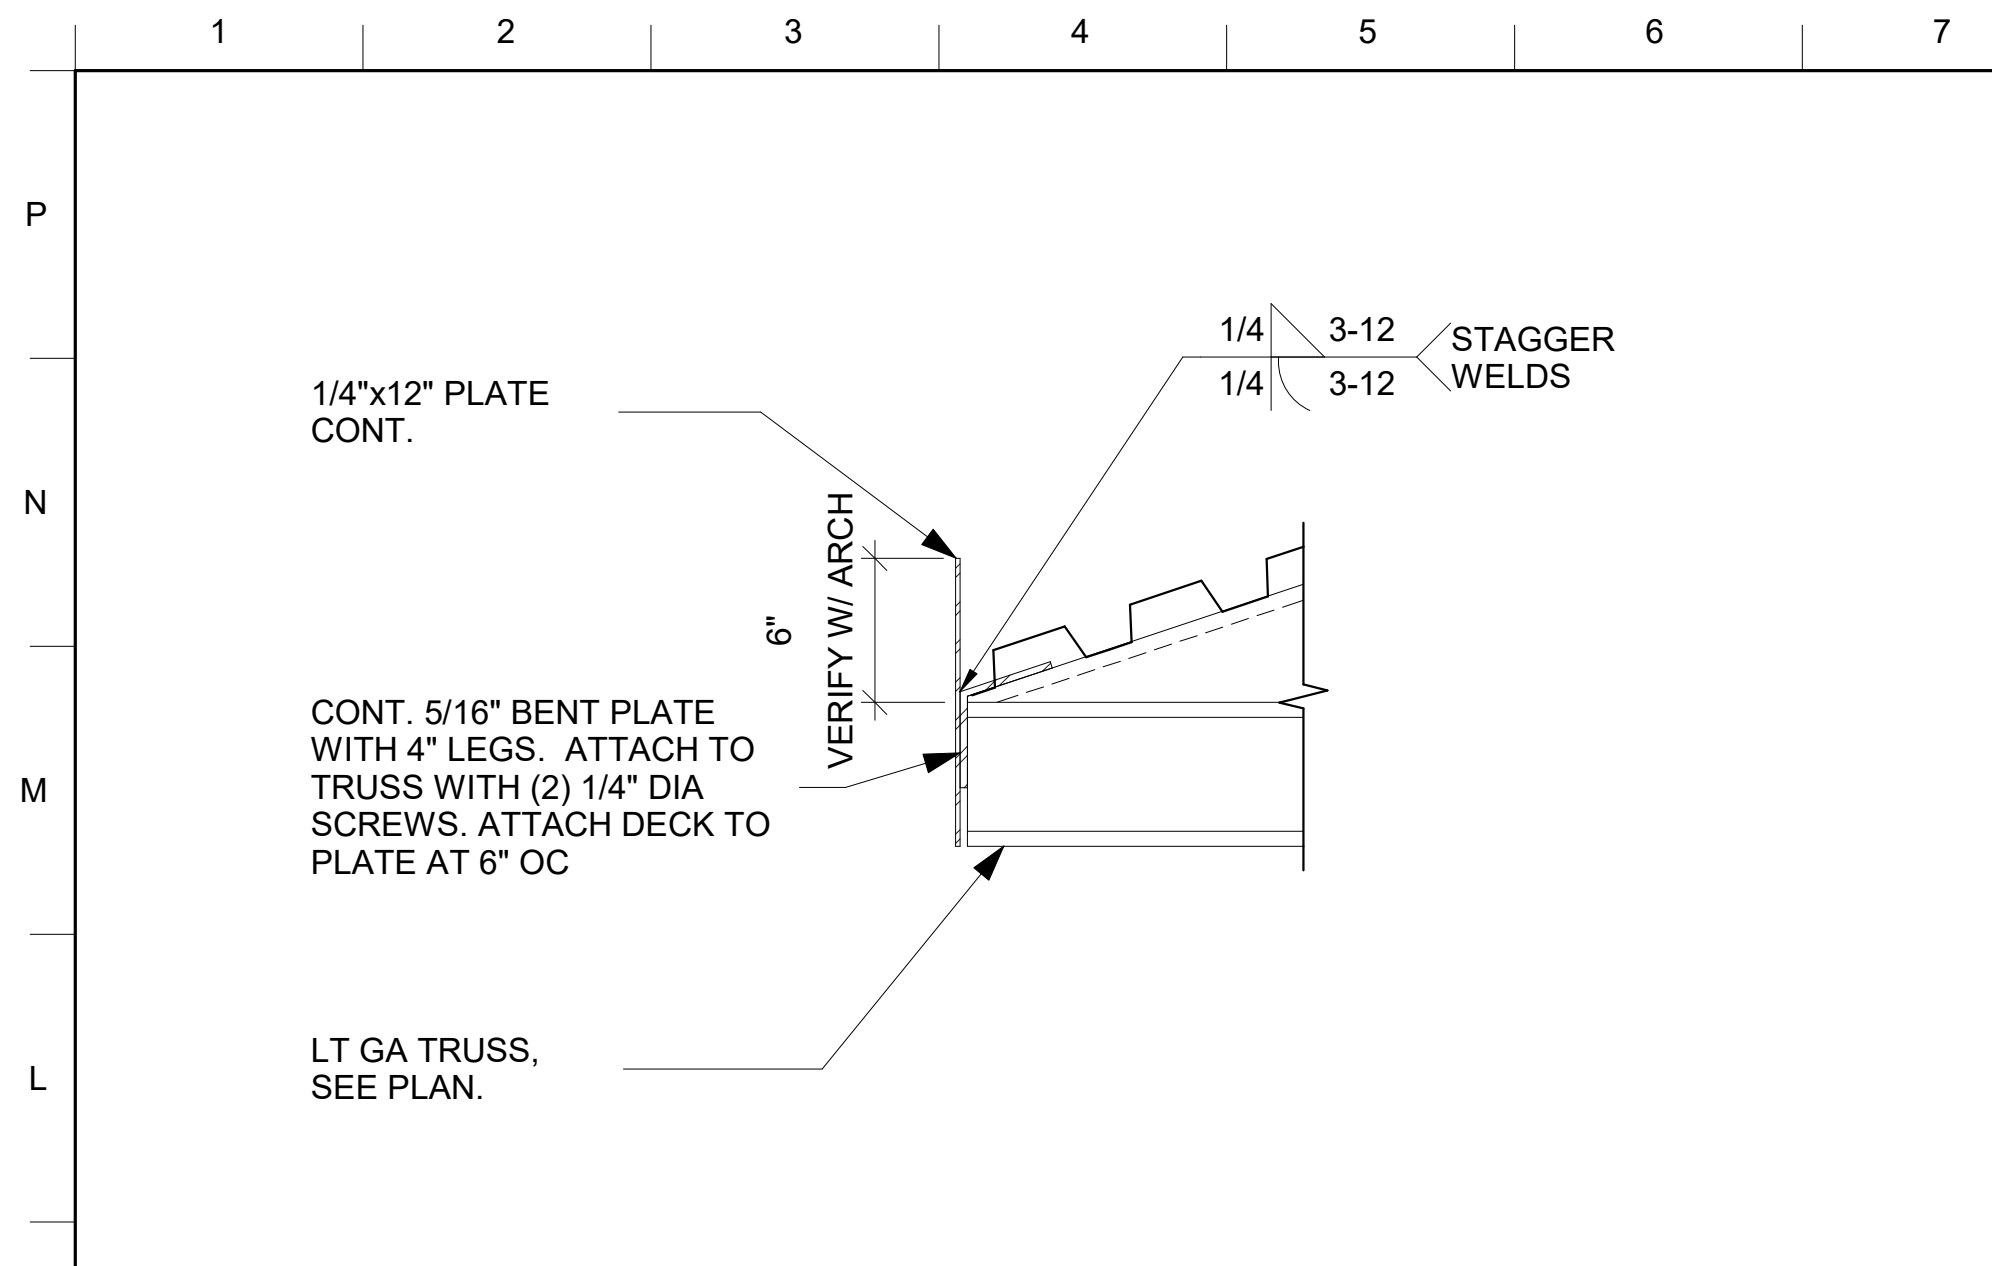 1 2 3 4 5 6 7
P
1/4 3-12
STAGGER
WELDS
1/4 3-12
1/4"x12" PLATE
CONT.
N
6"
VERIFY W/ ARCH
CONT. 5/16" BENT PLATE
WITH 4" LEGS.  ATTACH TO
TRUSS WITH (2) 1/4" DIA
SCREWS. ATTACH DECK TO
PLATE AT 6" OC
M
LT GA TRUSS,
SEE PLAN.
L